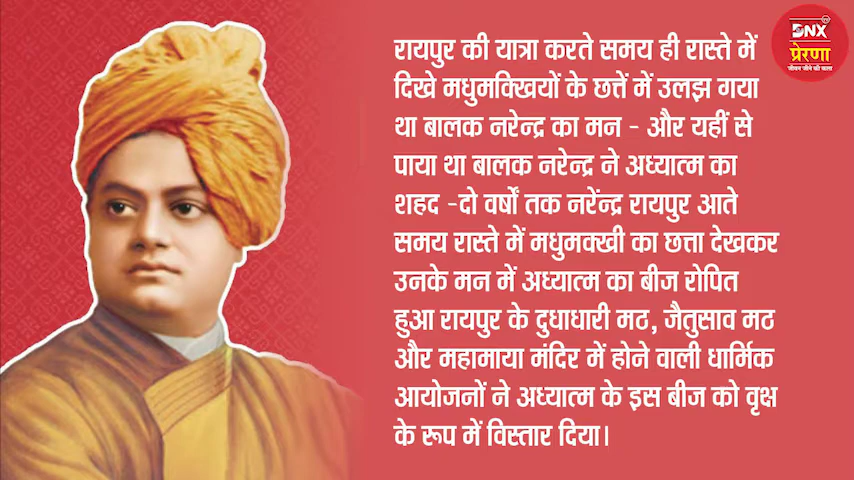 DNX
प्रेरणा
जीवन जीने की कला
रायपुर की यात्रा करते समय ही रास्ते में
दिखे मधुमक्खियों के छत्तें में उलझ गया
था बालक नरेन्द्र का मन - और यहीं से
पाया था बालक नरेन्द्र ने अध्यात्म का
शहद -दो वर्षों तक नरेंन्द्र रायपुर आते
समय रास्ते में मधुमक्खी का छत्ता देखकर
उनके मन में अध्यात्म का बीज रोपित
हुआ रायपुर के दुधाधारी मठ, जैतुसाव मठ
और महामाया मंदिर में होने वाली धार्मिक
आयोजनों ने अध्यात्म के इस बीज को वृक्ष
के रूप में विस्तार दिया।